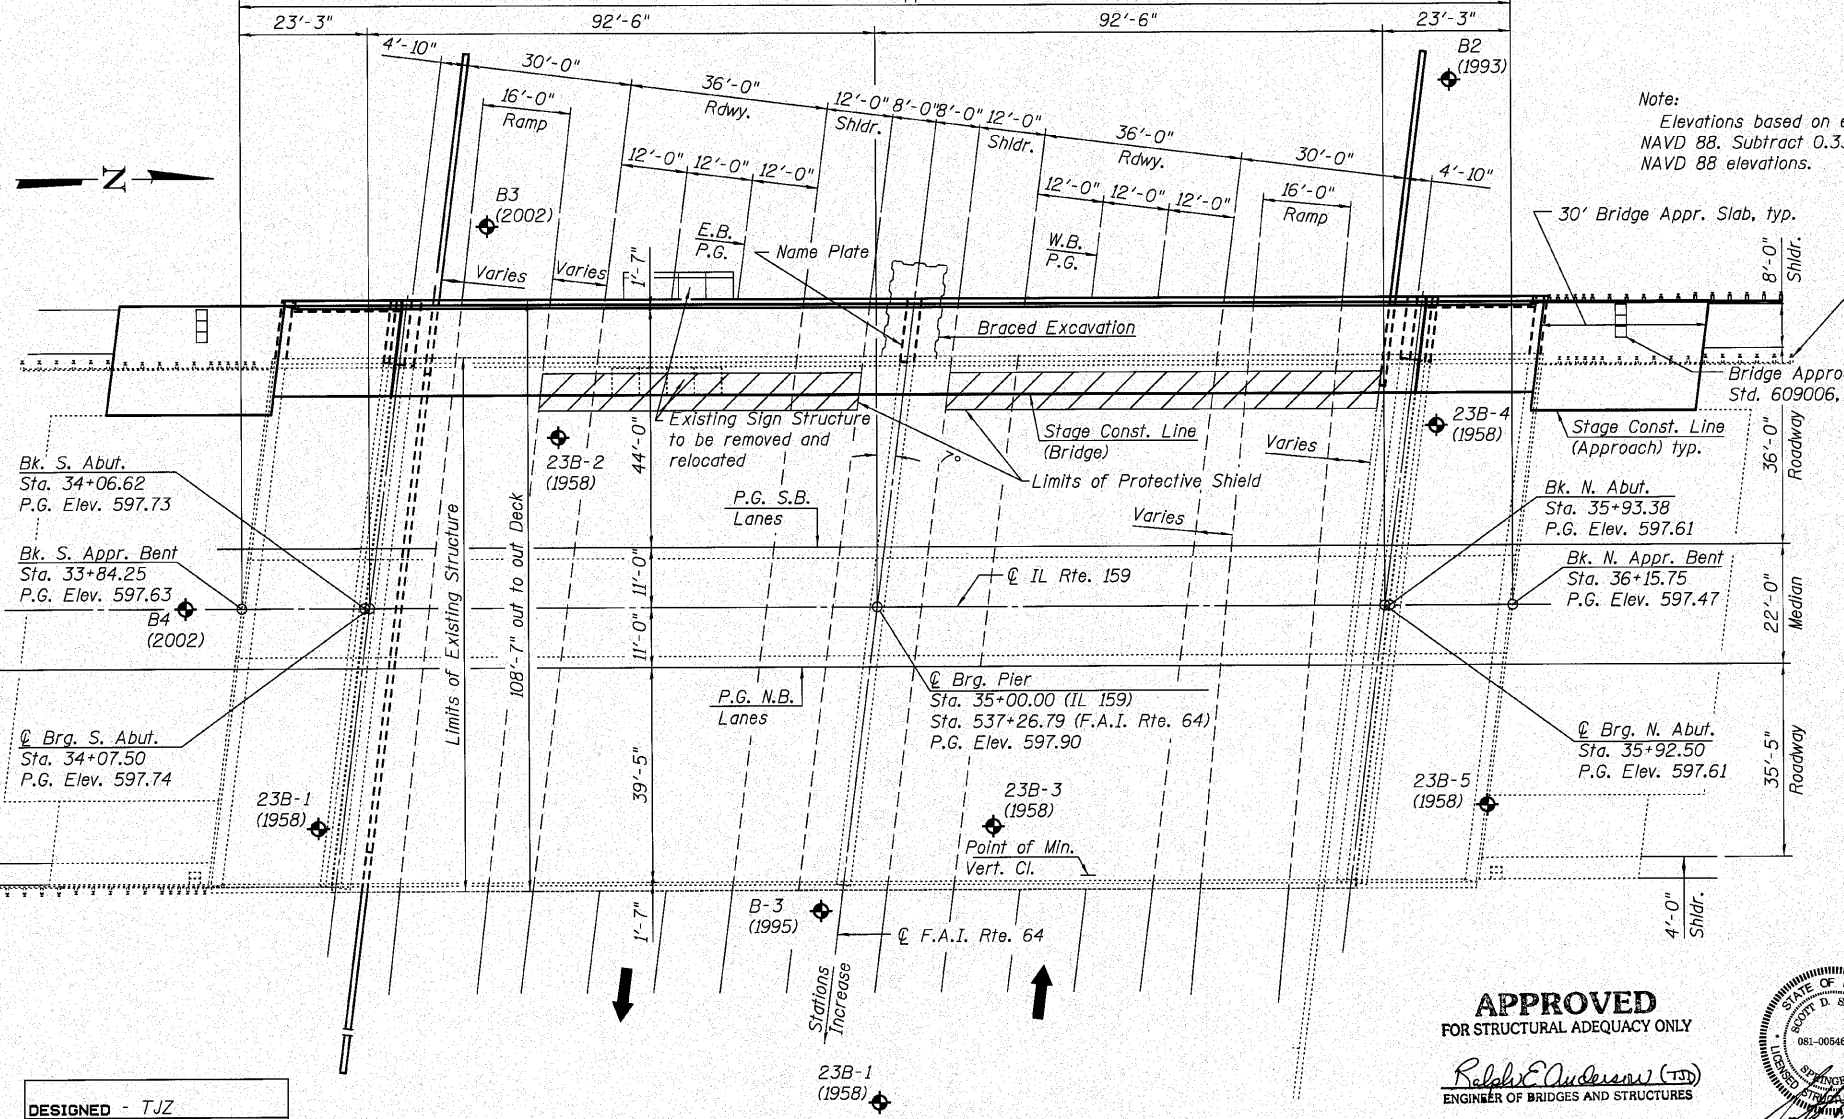 23'-3"
92'-6"
92'-6"
23'-3"
4'-10"
30'-0"
36'-0"
Rdwy.
12'-0"
Shldr.
8'-0"
8'-0"
12'-0"
Shldr.
36'-0"
Rdwy.
30'-0"
4'-10"
16'-0"
Ramp
12'-0"
12'-0"
12'-0"
12'-0"
12'-0"
12'-0"
16'-0"
Ramp
B2
(1993)
Note:
Elevations based on
NAVD 88. Subtract
NAVD 88 elevations.
N
B3
(2002)
E.B.
P.G.
Name Plate
W.B.
P.G.
30' Bridge Appr. Slab, typ.
8'-0"
Shldr.
Varies
Varies
1'-7"
Braced Excavation
Bridge
Std. 609006,
Existing Sign Structure
to be removed and
relocated
Stage Const. Line
(Bridge)
Varies
23B-4
(1958)
Stage Const. Line
(Approach) typ.
36'-0"
Roadway
23B-2
(1958)
44'-0"
7°
Limits of Protective Shield
Bk. S. Abut.
Sta. 34+06.62
P.G. Elev. 597.73
P.G. S.B.
Lanes
Varies
Bk. N. Abut.
Sta. 35+93.38
P.G. Elev. 597.61
Bk. S. Appr. Bent
Sta. 33+84.25
P.G. Elev. 597.63
B4
(2002)
Limits of Existing Structure
108'-7" out to out Deck
11'-0"
11'-0"
℄ IL Rte. 159
Bk. N. Appr. Bent
Sta. 36+15.75
P.G. Elev. 597.47
22'-0"
Median
P.G. N.B.
Lanes
℄ Brg. Pier
Sta. 35+00.00 (IL 159)
Sta. 537+26.79 (F.A.I. Rte. 64)
P.G. Elev. 597.90
℄ Brg. S. Abut.
Sta. 34+07.50
P.G. Elev. 597.74
℄ Brg. N. Abut.
Sta. 35+92.50
P.G. Elev. 597.61
35'-5"
Roadway
39'-5"
23B-1
(1958)
23B-3
(1958)
23B-5
(1958)
Point of Min.
Vert. Cl.
1'-7"
B-3
(1995)
℄ F.A.I. Rte. 64
4'-0"
Shldr.
Stations
Increase
23B-1
(1958)
APPROVED
FOR STRUCTURAL ADEQUACY ONLY
Ralph E. Anderson (TJD)
ENGINEER OF BRIDGES AND STRUCTURES
STATE OF
SCOTT D.
LICENSED
DESIGNED - TJZ